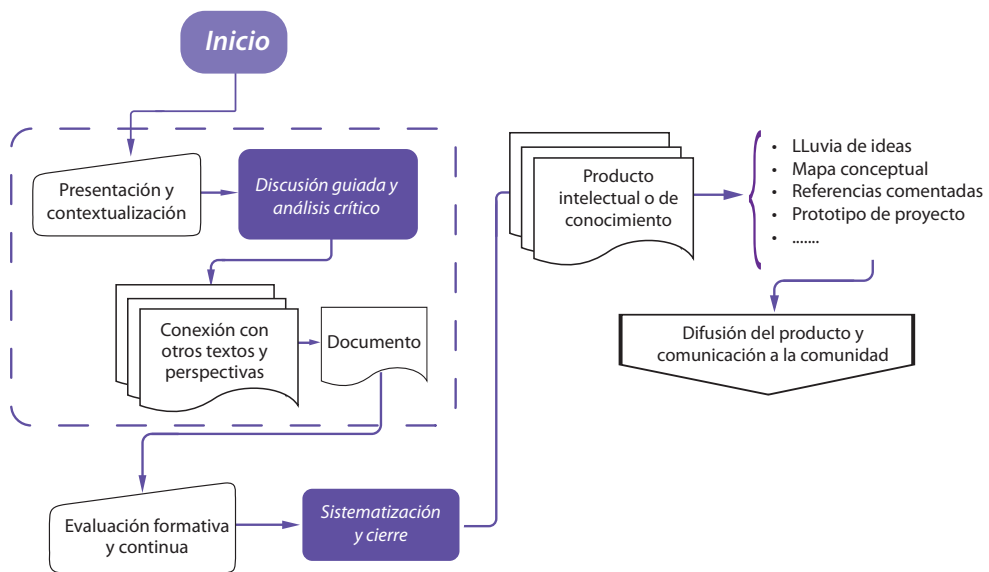 Inicio
Presentación y
contextualización
Discusión guiada y
análisis crítico
Conexión con
otros textos y
perspectivas
Documento
Evaluación formativa
y continua
Sistematización
y cierre
Producto
intelectual o de
conocimiento
• LLuvia de ideas
• Mapa conceptual
• Referencias comentadas
• Prototipo de proyecto
• .......
Difusión del producto y
comunicación a la comunidad